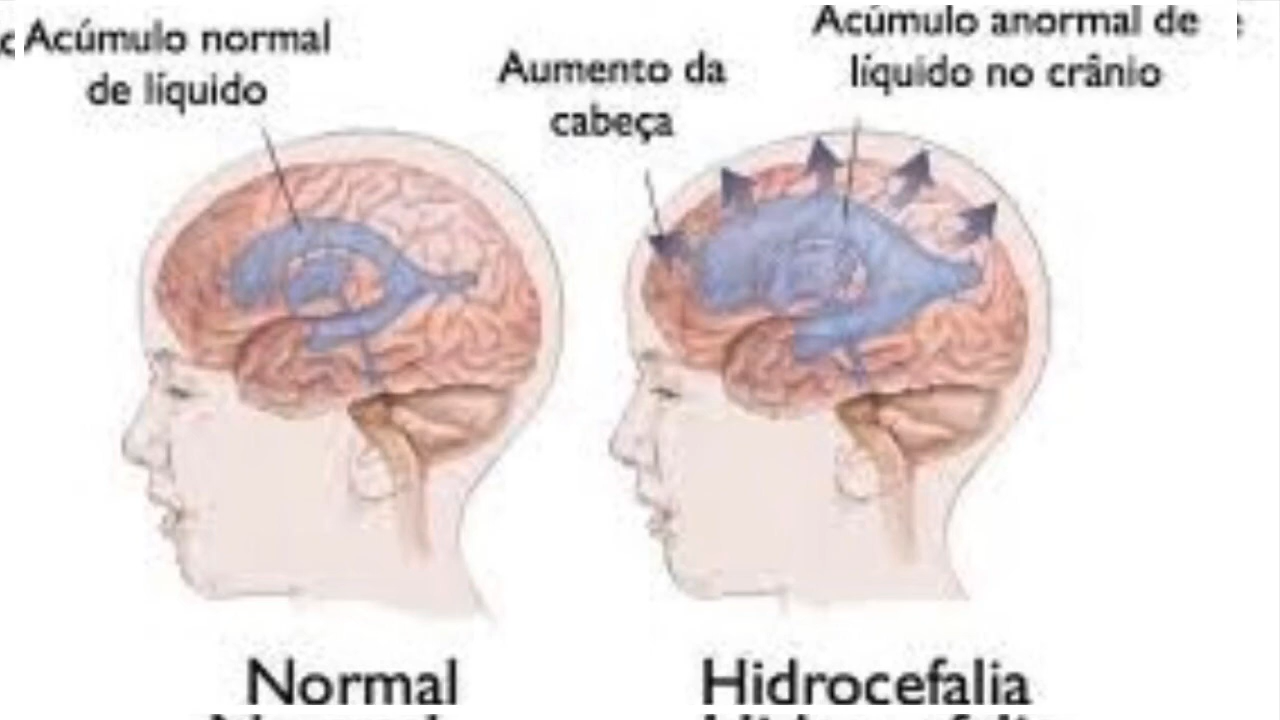 Acúmulo normal
de líquido
Aumento da
cabeça
Acúmulo anormal de
líquido no crânio
Normal
Hidrocefalia